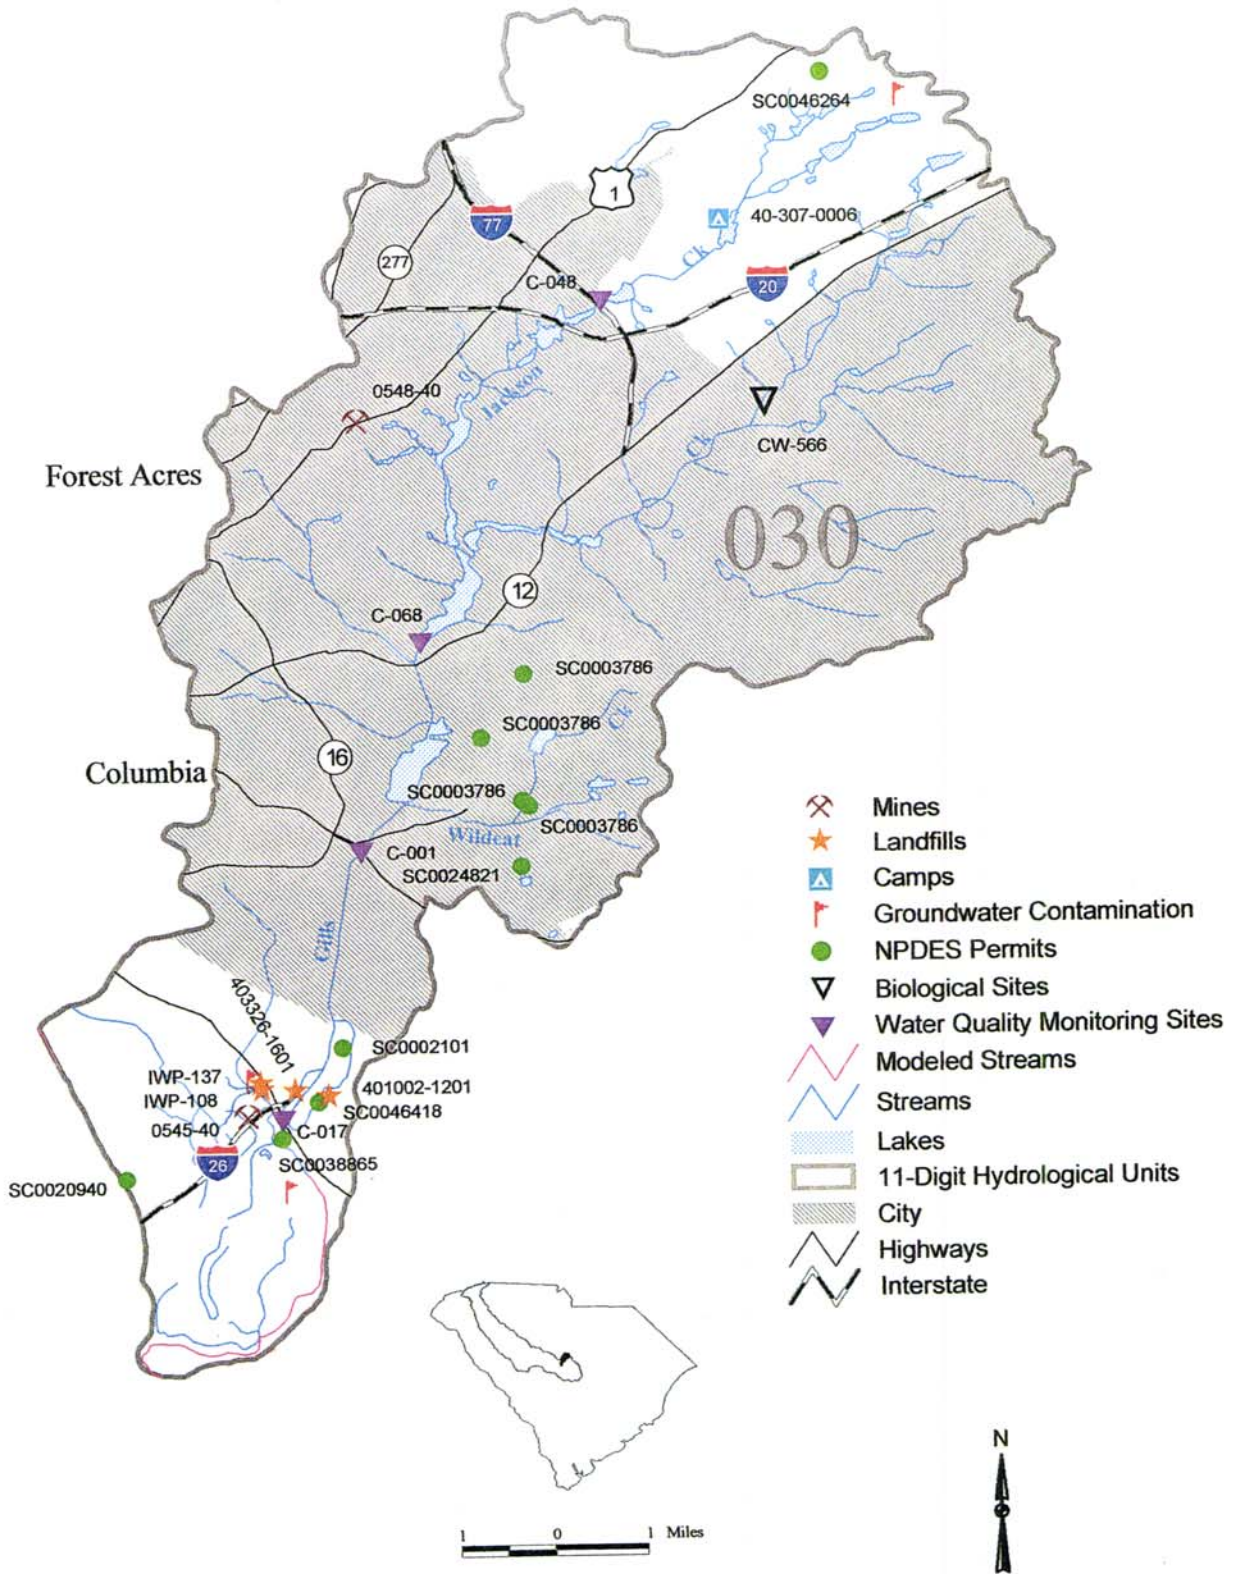 SC0046264
1
77
40-307-0006
277
Ck
C-048
20
0548-40
Jackson
Ck
CW-566
Forest Acres
030
12
C-068
SC0003786
Ck
SC0003786
16
Columbia
SC0003786
SC0003786
Wildcat
C-001
SC0024821
Gills
403326-1601
SC0002101
IWP-137
401002-1201
IWP-108
SC0046418
0545-40
C-017
26
SC0038865
SC0020940
Mines
Landfills
Camps
Groundwater Contamination
NPDES Permits
Biological Sites
Water Quality Monitoring Sites
Modeled Streams
Streams
Lakes
11-Digit Hydrological Units
City
Highways
Interstate
N
1 0 1 Miles